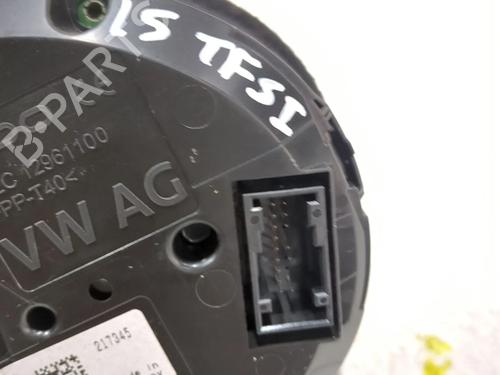 1.5 TFSI
B-PARTS
LC 12961100
>PP-T40<
VW AG
217345